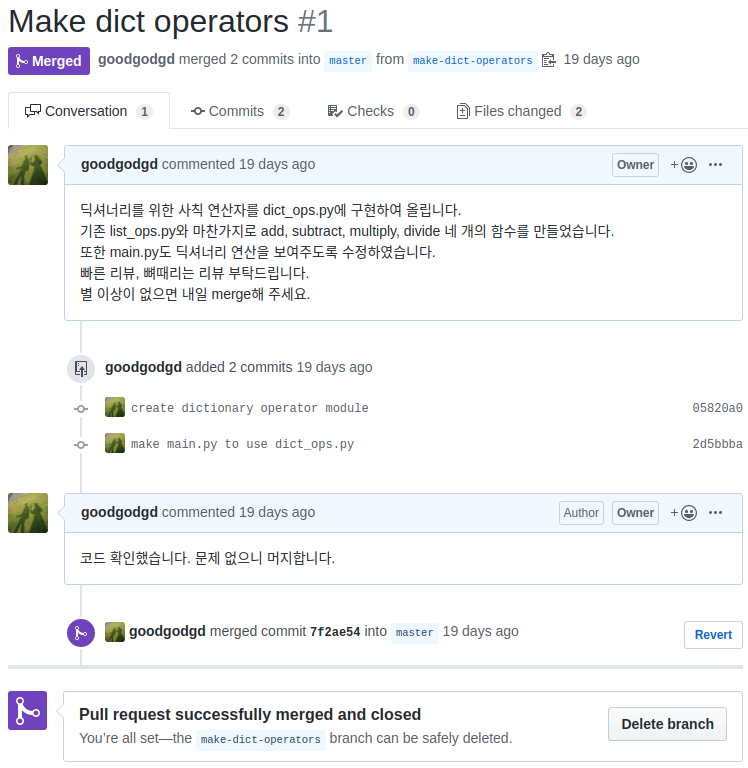 Make dict operators #1
Merged goodgodgd merged 2 commits into master from make-dict-operators 19 days ago
Conversation 1 Commits 2 Checks 0 Files changed 2
goodgodgd commented 19 days ago Owner
딕셔너리를 위한 사칙 연산자를 dict_ops.py에 구현하여 올립니다.
기존 list_ops.py와 마찬가지로 add, subtract, multiply, divide 네 개의 함수를 만들었습니다.
또한 main.py도 딕셔너리 연산을 보여주도록 수정하였습니다.
빠른 리뷰, 뼈때리는 리뷰 부탁드립니다.
별 이상이 없으면 내일 merge해 주세요.
goodgodgd added 2 commits 19 days ago
create dictionary operator module 05820a0
make main.py to use dict_ops.py 2d5bbba
goodgodgd commented 19 days ago Author Owner
코드 확인했습니다. 문제 없으니 머지합니다.
goodgodgd merged commit 7f2ae54 into master 19 days ago Revert
Pull request successfully merged and closed
You're all set—the make-dict-operators branch can be safely deleted.
Delete branch